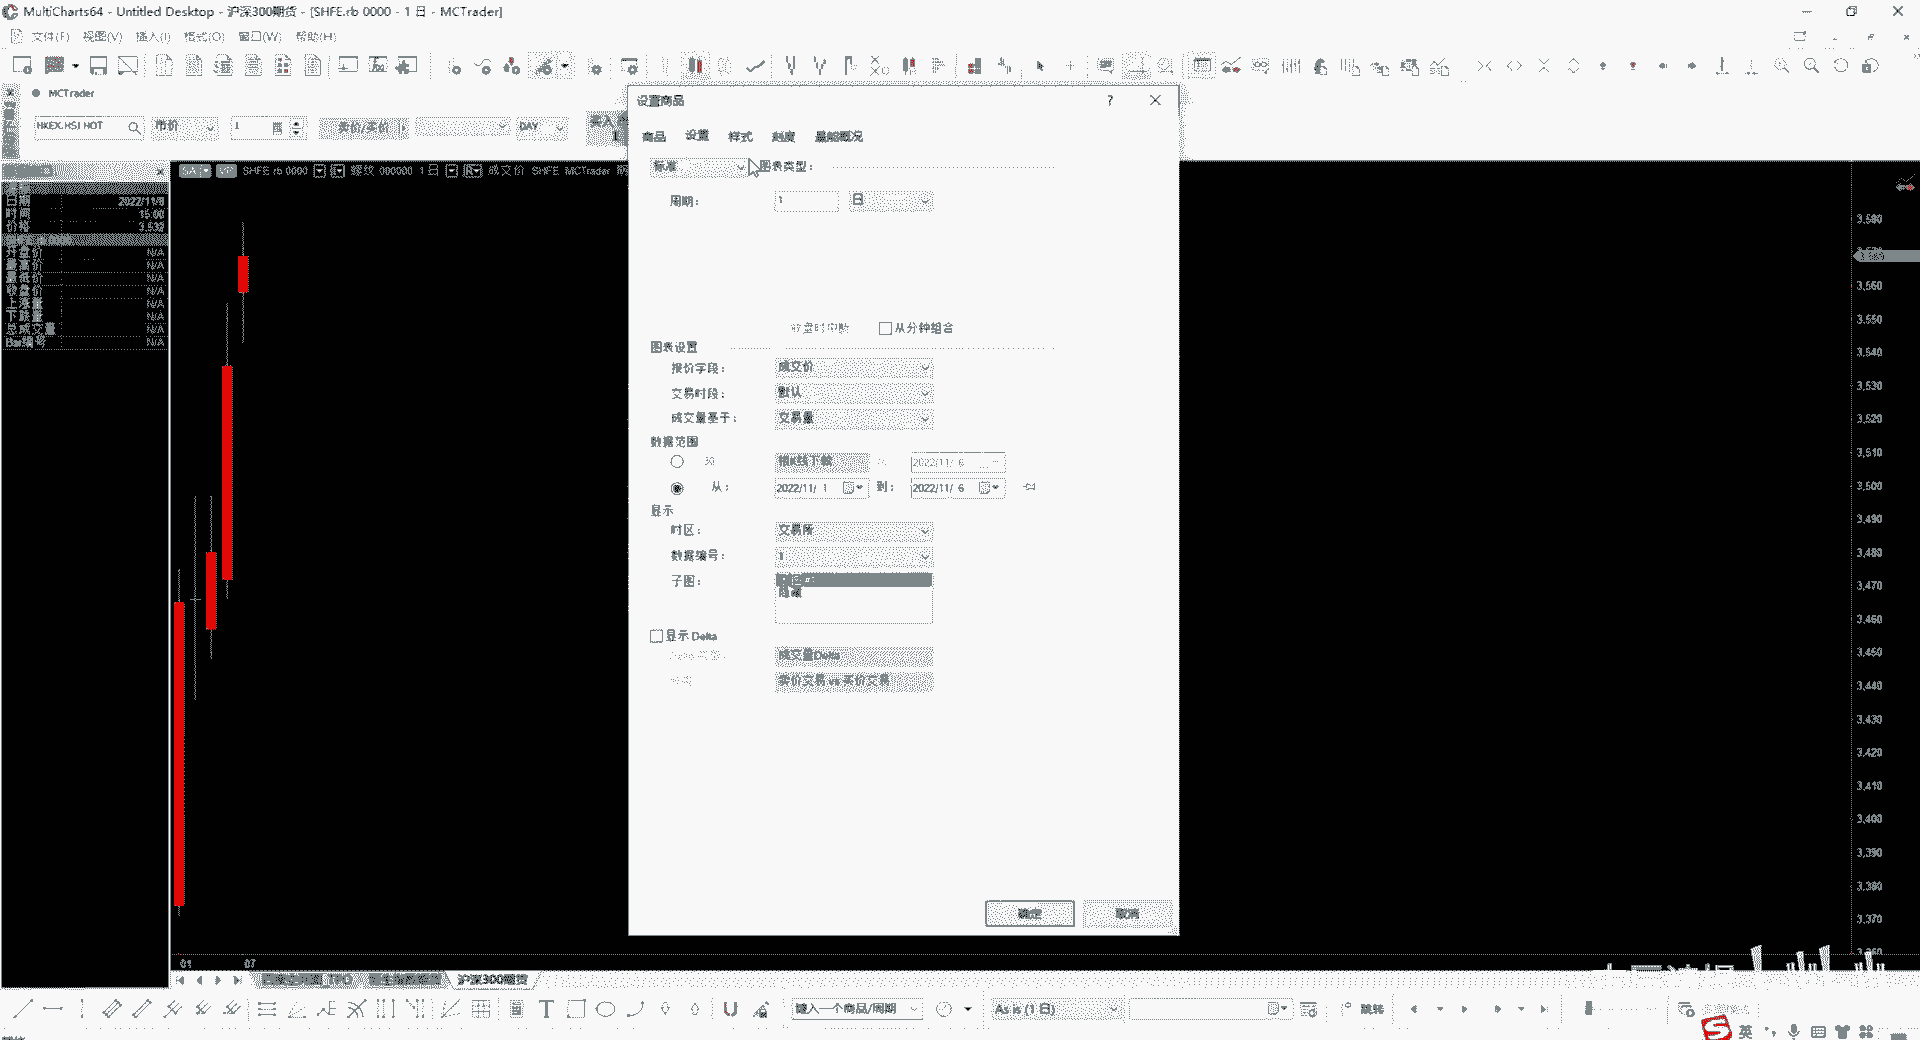 MultiCharts64 - Untitled Desktop - 沪深300期货 - [SHFE.rb 0000 - 1 日 - MCTrader]
文件(F) 视图(V) 插入(I) 格式(O) 窗口(W) 帮助(H)
MCTrader
HKEX.HSI HOT 市价 1 卖价/卖价 DAY 买入
SHFE rb 0000 螺纹 000000 1 日 成交价 SHFE MCTrader
日期 2022/11/8
时间 15:00
价格 3,532
开盘价 N/A
最高价 N/A
最低价 N/A
收盘价 N/A
上涨量 N/A
下跌量 N/A
总成交量 N/A
Bar编号 N/A
设置商品 ?
商品 设置 样式 刻度
标准 图表类型:
周期: 1 日
收盘时中断 从分钟组合
图表设置
报价字段: 成交价
交易时段: 默认
成交量基于: 交易量
数据范围
50 根K线下载 从 2022/11/ 6
从: 2022/11/ 1 到: 2022/11/ 6
显示
时区: 交易所
数据编号: 1
子图:
隐藏
显示 Delta
成交量Delta
卖价交易 vs 买价交易
确定 取消
3,590
3,560
3,550
3,540
3,530
3,520
3,510
3,500
3,490
3,480
3,470
3,460
3,450
3,440
3,430
3,420
3,410
3,400
3,390
3,380
3,370
01 07
沪深300期货
键入一个商品/周期 As is (1 日) 跳转
英